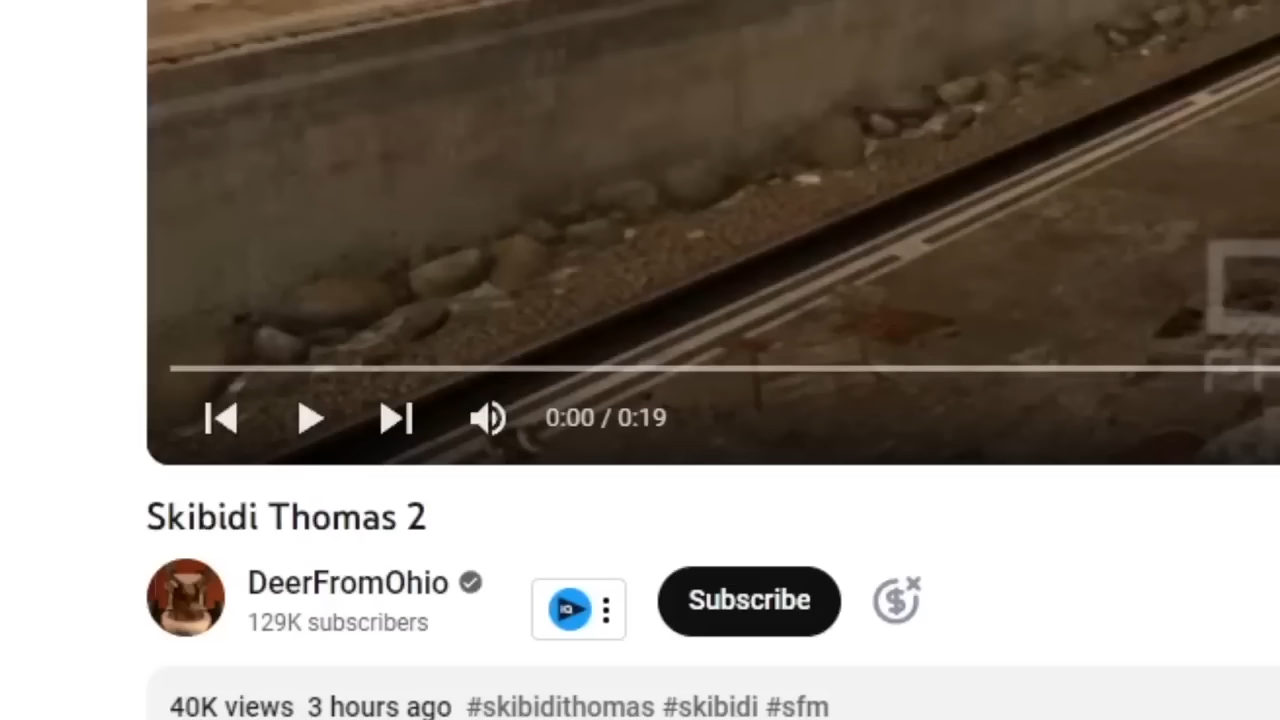 0:00 / 0:19
Skibidi Thomas 2
DeerFromOhio
129K subscribers
IQ
Subscribe
$
40K views 3 hours ago #skibidithomas #skibidi #sfm